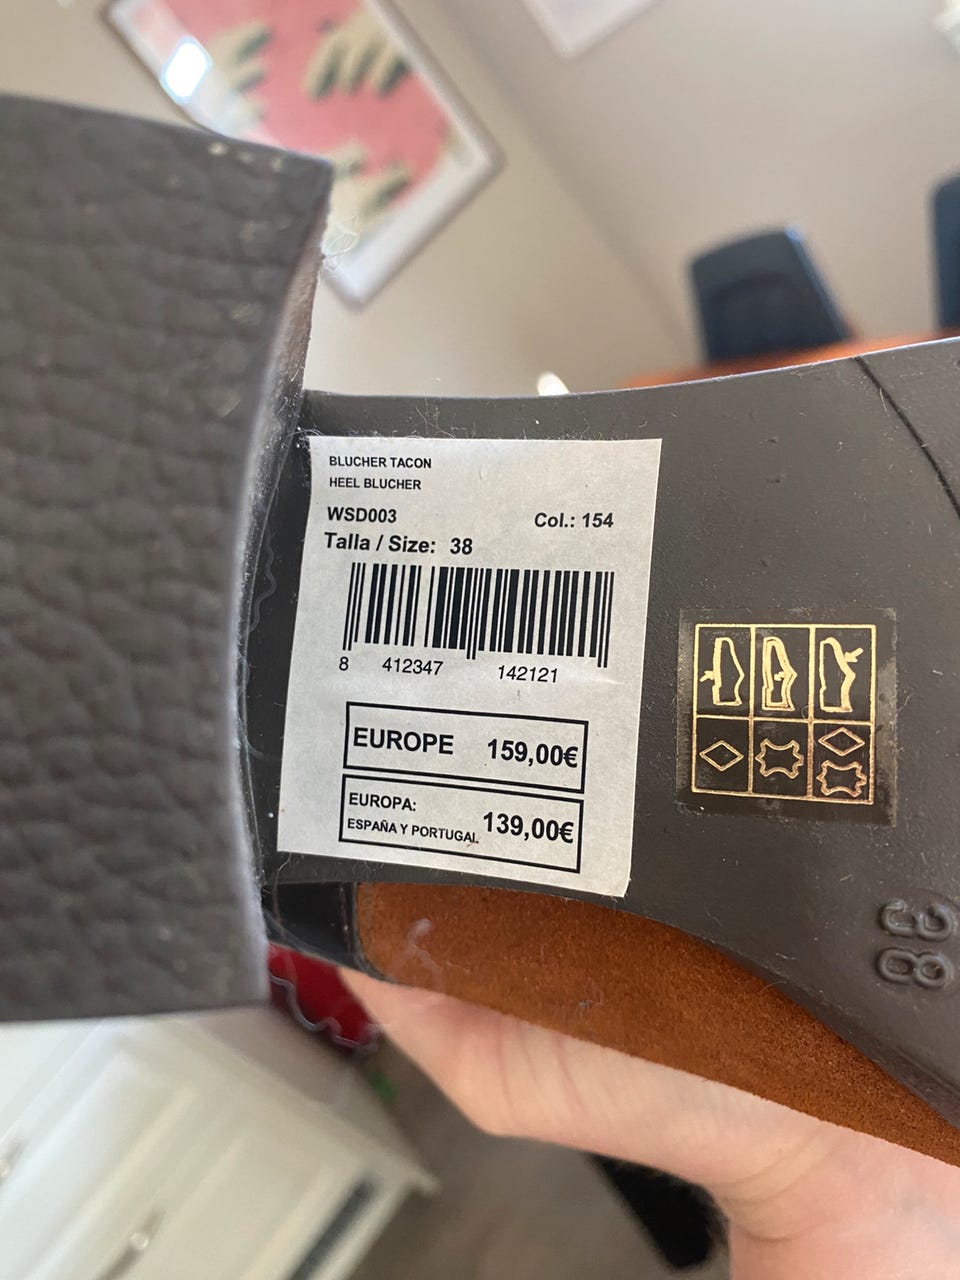 BLUCHER TACON
HEEL BLUCHER
WSD003 Col.: 154
Talla / Size: 38
8 412347 142121
EUROPE 159,00€
EUROPA:
ESPAÑA Y PORTUGAL 139,00€
38